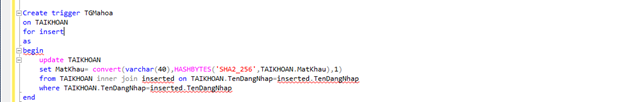 Create trigger TGMahoa
on TAIKHOAN
for insert
as
begin
update TAIKHOAN
set MatKhau= convert(varchar(40),HASHBYTES('SHA2_256',TAIKHOAN.MatKhau),1)
from TAIKHOAN inner join inserted on TAIKHOAN.TenDangNhap=inserted.TenDangNhap
where TAIKHOAN.TenDangNhap=inserted.TenDangNhap
end